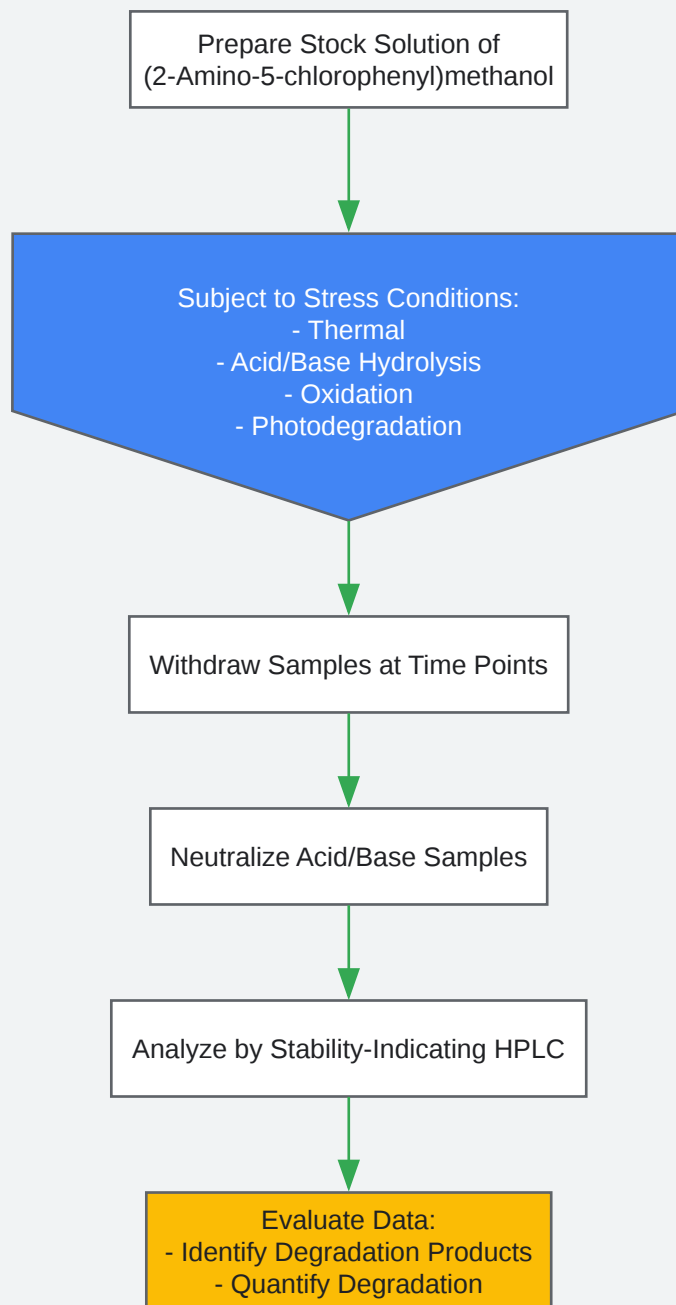 Prepare Stock Solution of
(2-Amino-5-chlorophenyl)methanol
Subject to Stress Conditions:
- Thermal
- Acid/Base Hydrolysis
- Oxidation
- Photodegradation
Withdraw Samples at Time Points
Neutralize Acid/Base Samples
Analyze by Stability-Indicating HPLC
Evaluate Data:
- Identify Degradation Products
- Quantify Degradation